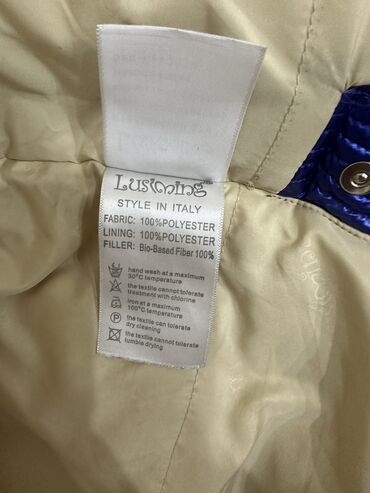 Lusiming
STYLE IN ITALY
FABRIC: 100%POLYESTER
LINING: 100%POLYESTER
FILLER: Bio-Based Fiber 100%
hand wash at a maximum
30°C temperature
the textile cannot tolerate
treatment with chlorine
iron at a maximum
100°C temperature
P
the textile can tolerate
dry cleaning
the textile cannot tolerate
tumble drying